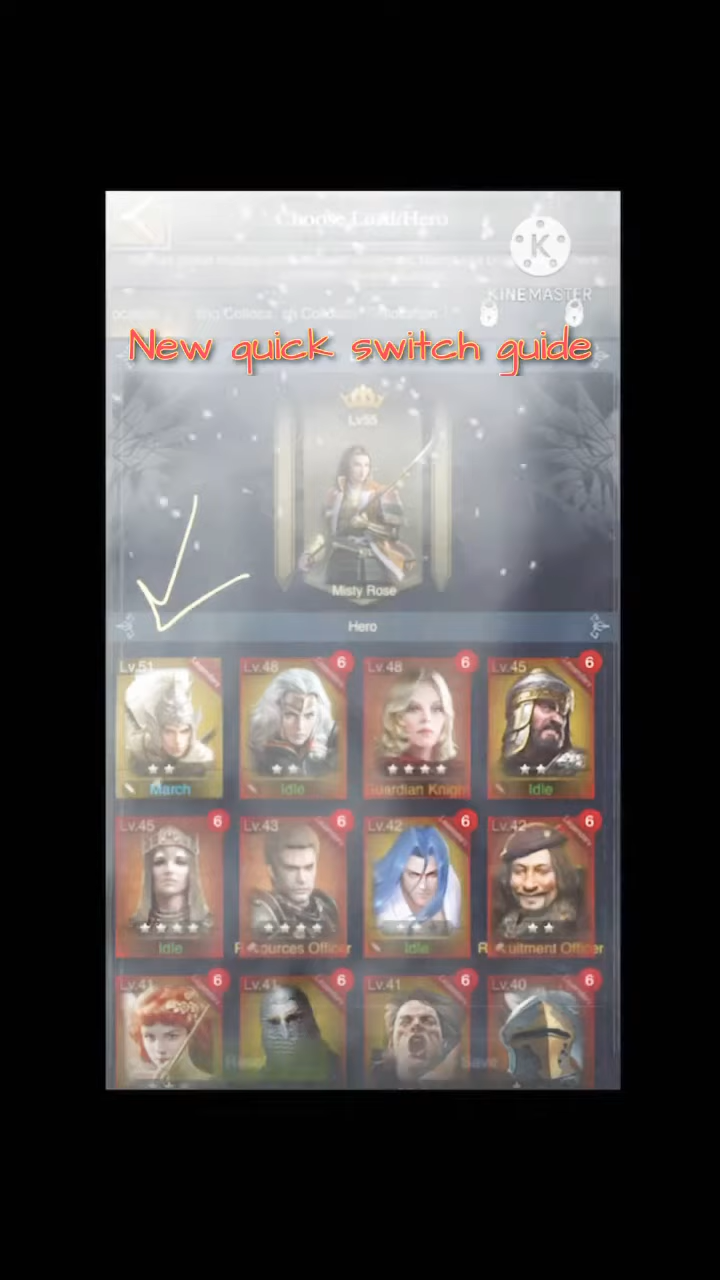 Choose Lord/Hero
KINEMASTER
New quick switch guide
Lv55
Misty Rose
Hero
Lv.51 Lv.48 6 Lv.48 6 Lv.45 6
March Idle Guardian Knight Idle
Lv.45 6 Lv.43 6 Lv.42 6 Lv.42 6
Idle Resources Officer Idle Recruitment Officer
Lv.41 6 Lv.41 6 Lv.41 6 Lv.40 6
Save